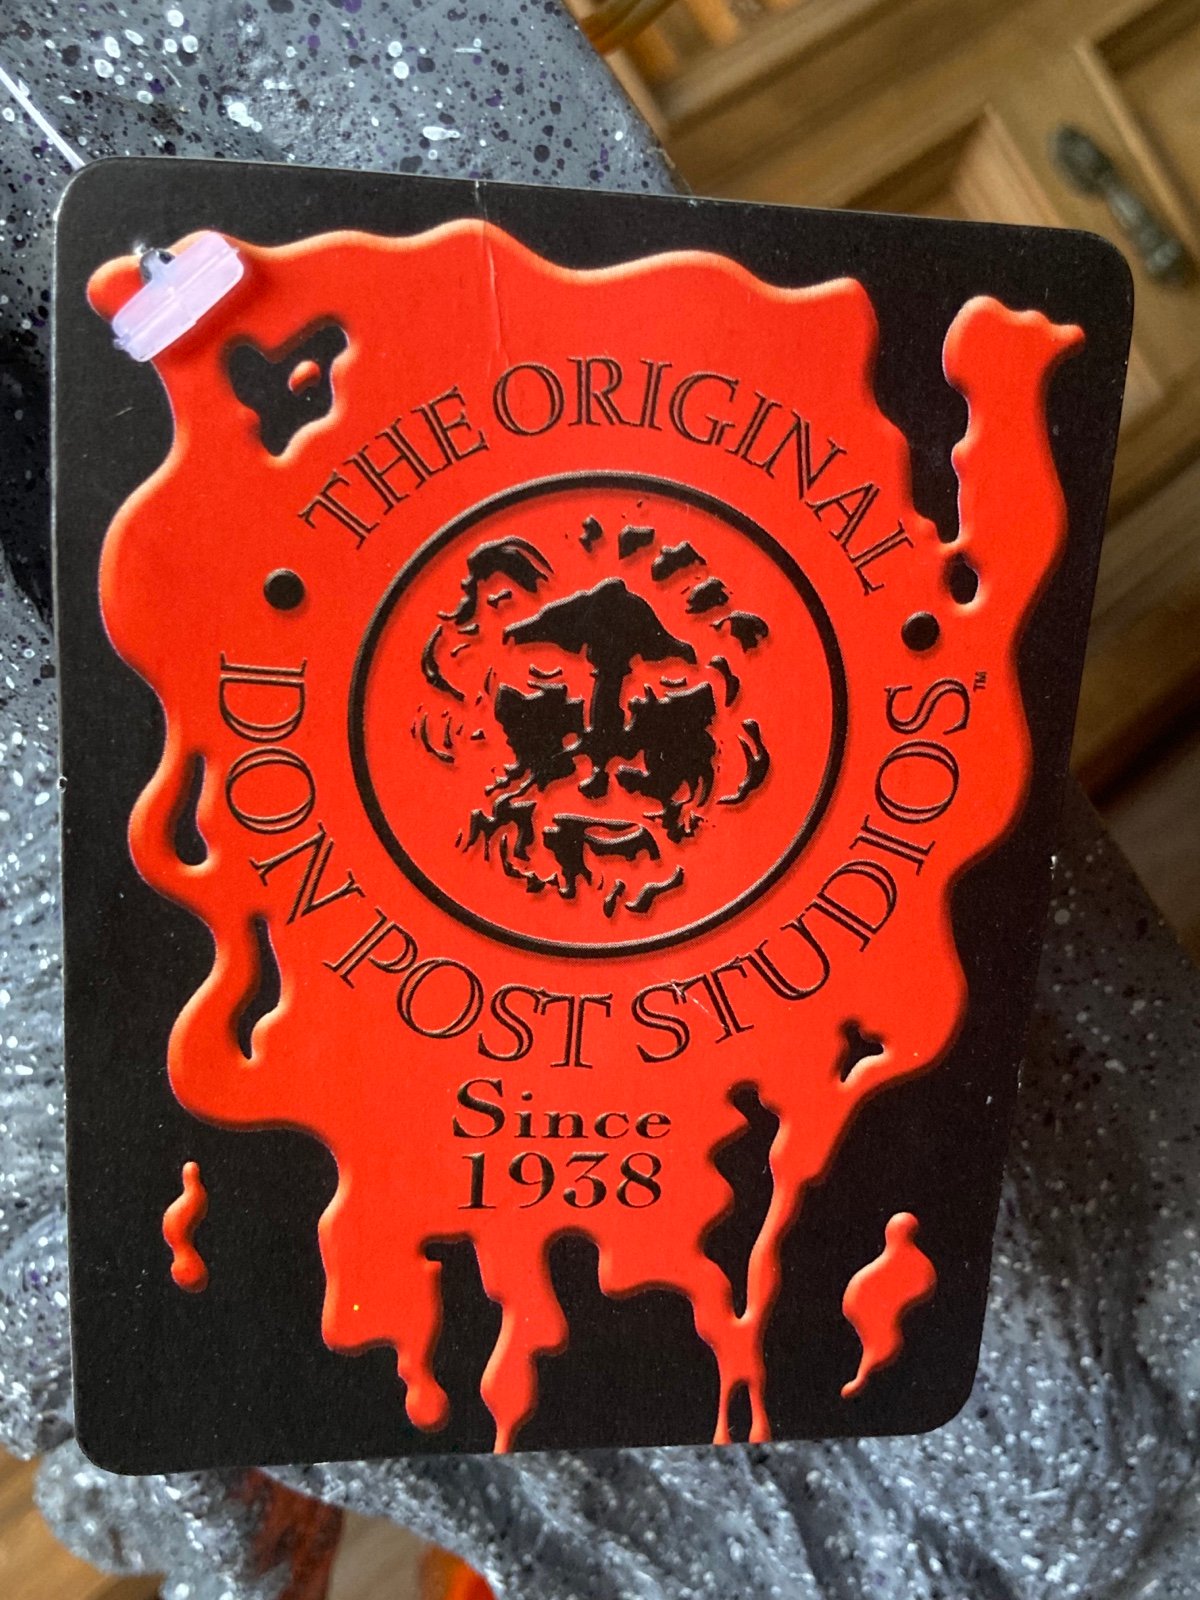 THE ORIGINAL
DON POST STUDIOS™
Since
1938